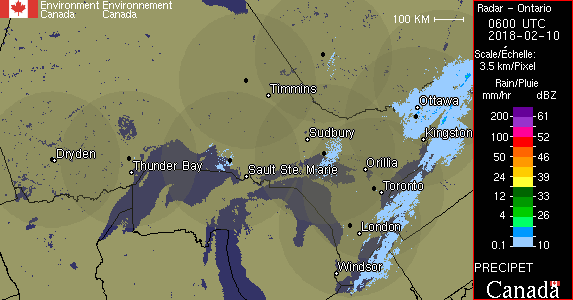 Environment Environnement
Canada Canada
100 KM
Timmins
Ottawa
Sudbury
Kingston
Dryden
Thunder Bay
Sault Ste. Marie
Orillia
Toronto
London
Windsor
Radar - Ontario
0600 UTC
2018-02-10
Scale/Échelle:
3.5 km/Pixel
Rain/Pluie
mm/hr dBZ
200 61
100 52
50 46
24 39
12 33
4 26
0.1 10
PRECIPET
Canada